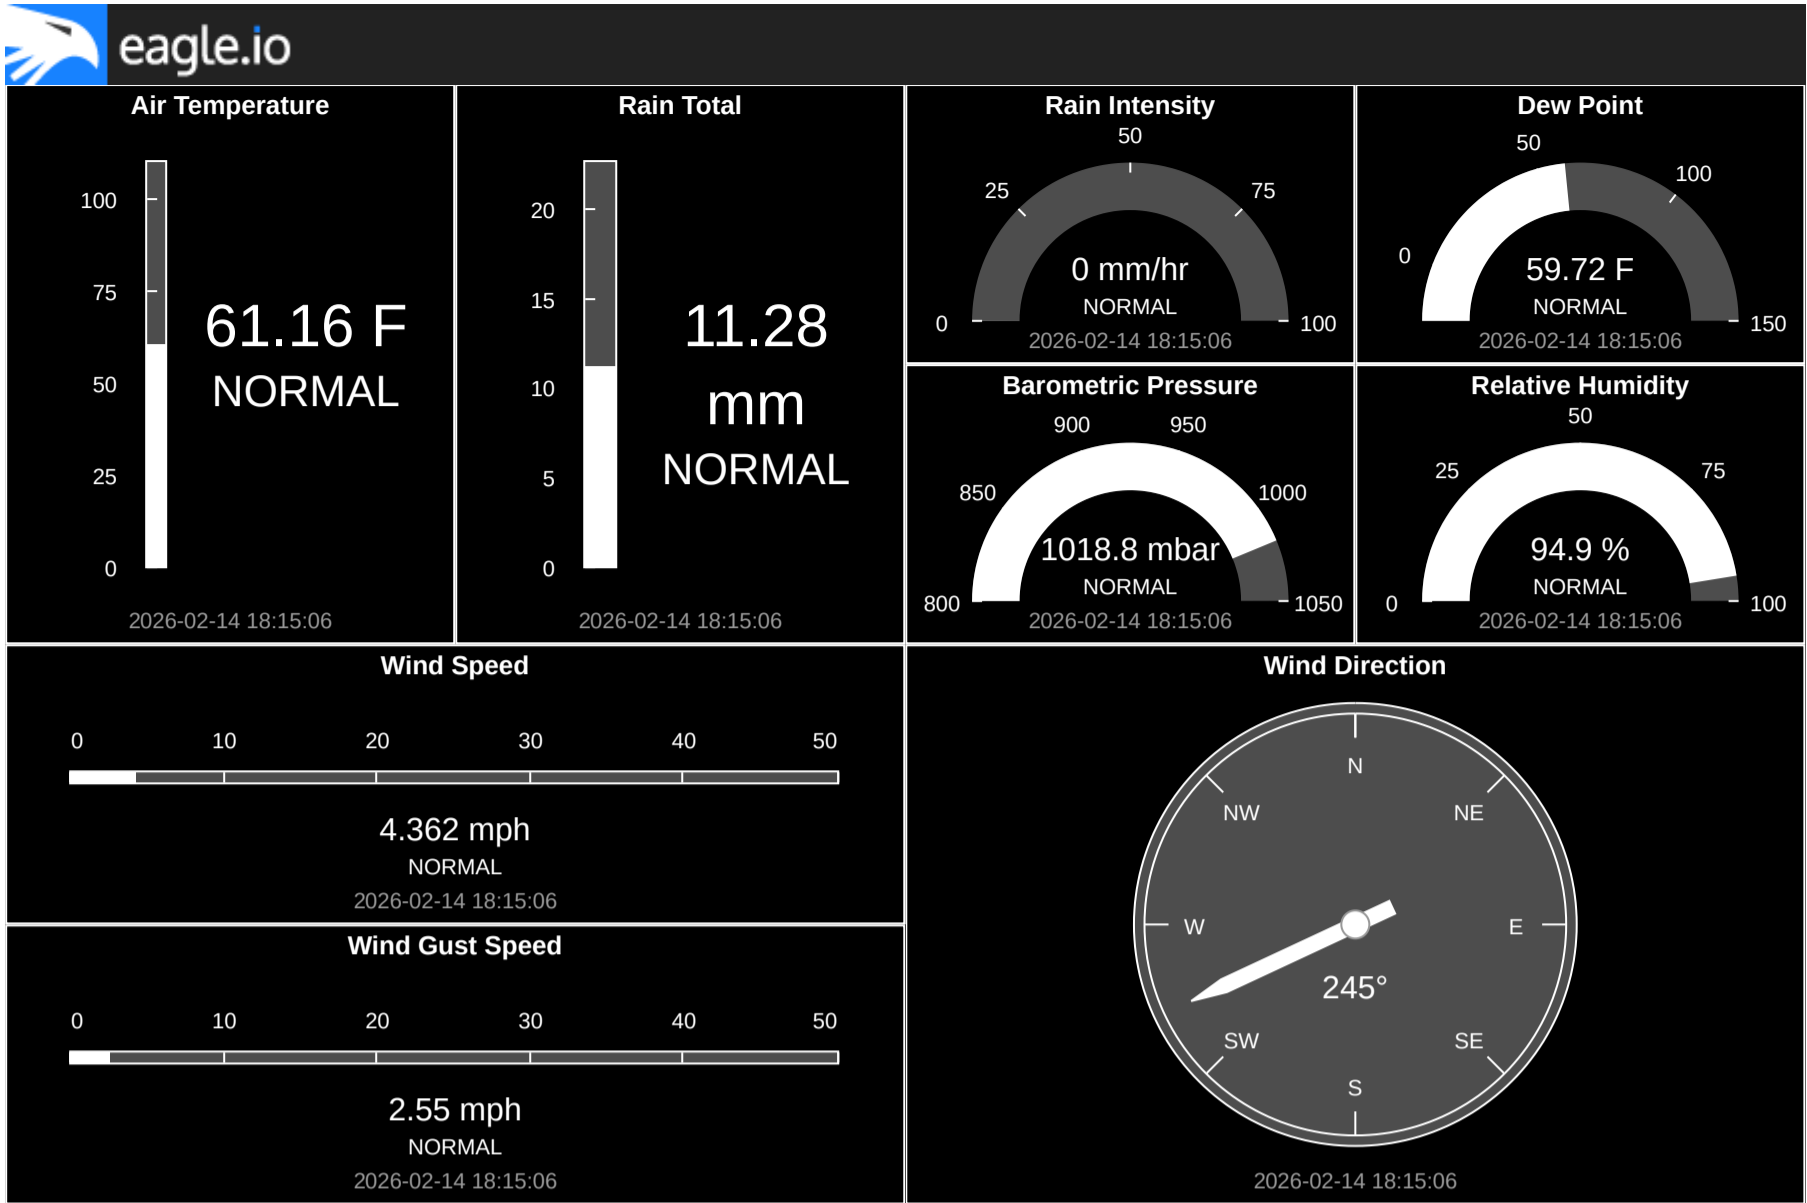 eagle.io
Air Temperature
100
75
50
25
0
61.16 F
NORMAL
2026-02-14 18:15:06
Rain Total
20
15
10
5
0
11.28
mm
NORMAL
2026-02-14 18:15:06
Rain Intensity
0
25
50
75
100
0 mm/hr
NORMAL
2026-02-14 18:15:06
Dew Point
0
50
100
150
59.72 F
NORMAL
2026-02-14 18:15:06
Barometric Pressure
800
850
900
950
1000
1050
1018.8 mbar
NORMAL
2026-02-14 18:15:06
Relative Humidity
0
25
50
75
100
94.9 %
NORMAL
2026-02-14 18:15:06
Wind Speed
0 10 20 30 40 50
4.362 mph
NORMAL
2026-02-14 18:15:06
Wind Gust Speed
0 10 20 30 40 50
2.55 mph
NORMAL
2026-02-14 18:15:06
Wind Direction
N
NW NE
W E
245°
SW SE
S
2026-02-14 18:15:06